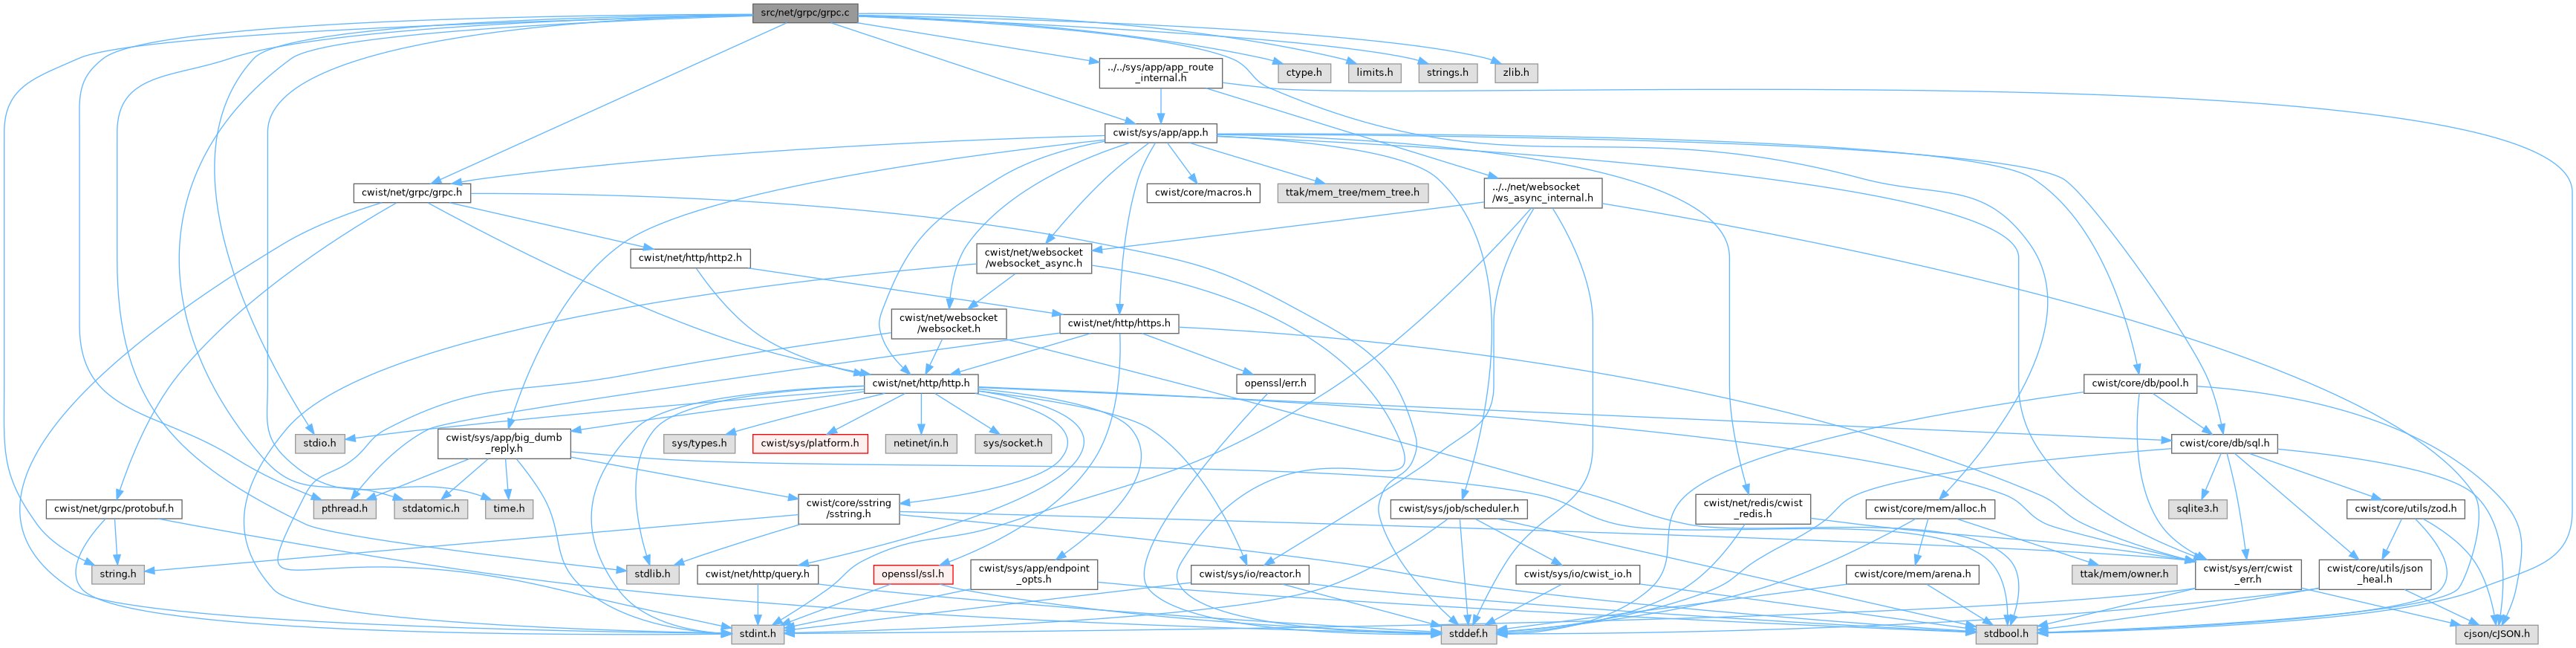 src/net/grpc/grpc.c
../../sys/app/app_route
_internal.h
ctype.h
limits.h
strings.h
zlib.h
cwist/sys/app/app.h
cwist/net/grpc/grpc.h
cwist/core/macros.h
ttak/mem_tree/mem_tree.h
../../net/websocket
/ws_async_internal.h
cwist/net/http/http2.h
cwist/net/websocket
/websocket_async.h
cwist/net/websocket
/websocket.h
cwist/net/http/https.h
cwist/net/http/http.h
openssl/err.h
cwist/core/db/pool.h
stdio.h
cwist/sys/app/big_dumb
_reply.h
sys/types.h
cwist/sys/platform.h
netinet/in.h
sys/socket.h
cwist/core/db/sql.h
cwist/net/grpc/protobuf.h
pthread.h
stdatomic.h
time.h
cwist/core/sstring
/sstring.h
cwist/sys/job/scheduler.h
cwist/net/redis/cwist
_redis.h
cwist/core/mem/alloc.h
sqlite3.h
cwist/core/utils/zod.h
string.h
stdlib.h
cwist/net/http/query.h
openssl/ssl.h
cwist/sys/app/endpoint
_opts.h
cwist/sys/io/reactor.h
cwist/sys/io/cwist_io.h
cwist/core/mem/arena.h
ttak/mem/owner.h
cwist/sys/err/cwist
_err.h
cwist/core/utils/json
_heal.h
stdint.h
stddef.h
stdbool.h
cjson/cJSON.h